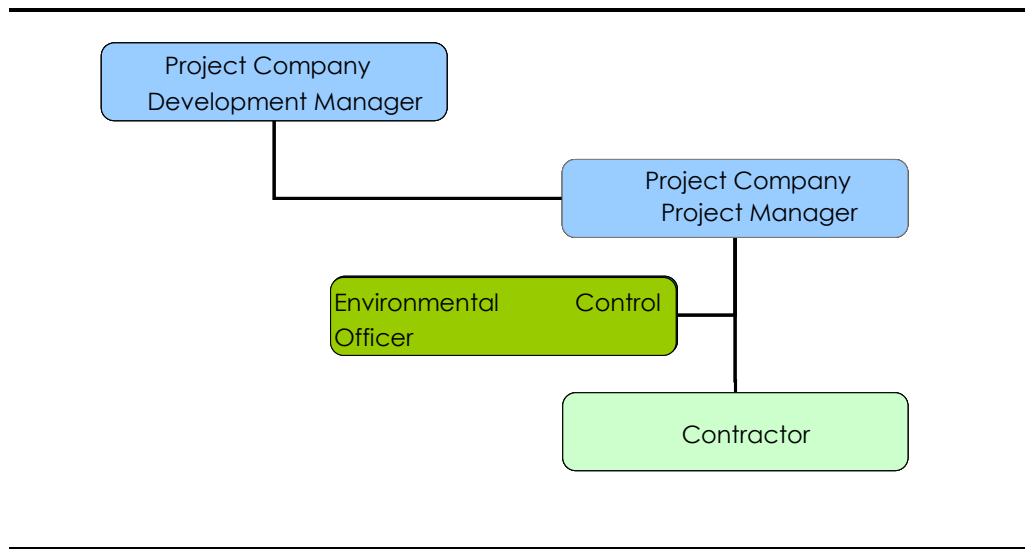 Project Company
Development Manager
Project Company
Project Manager
Environmental Control
Officer
Contractor